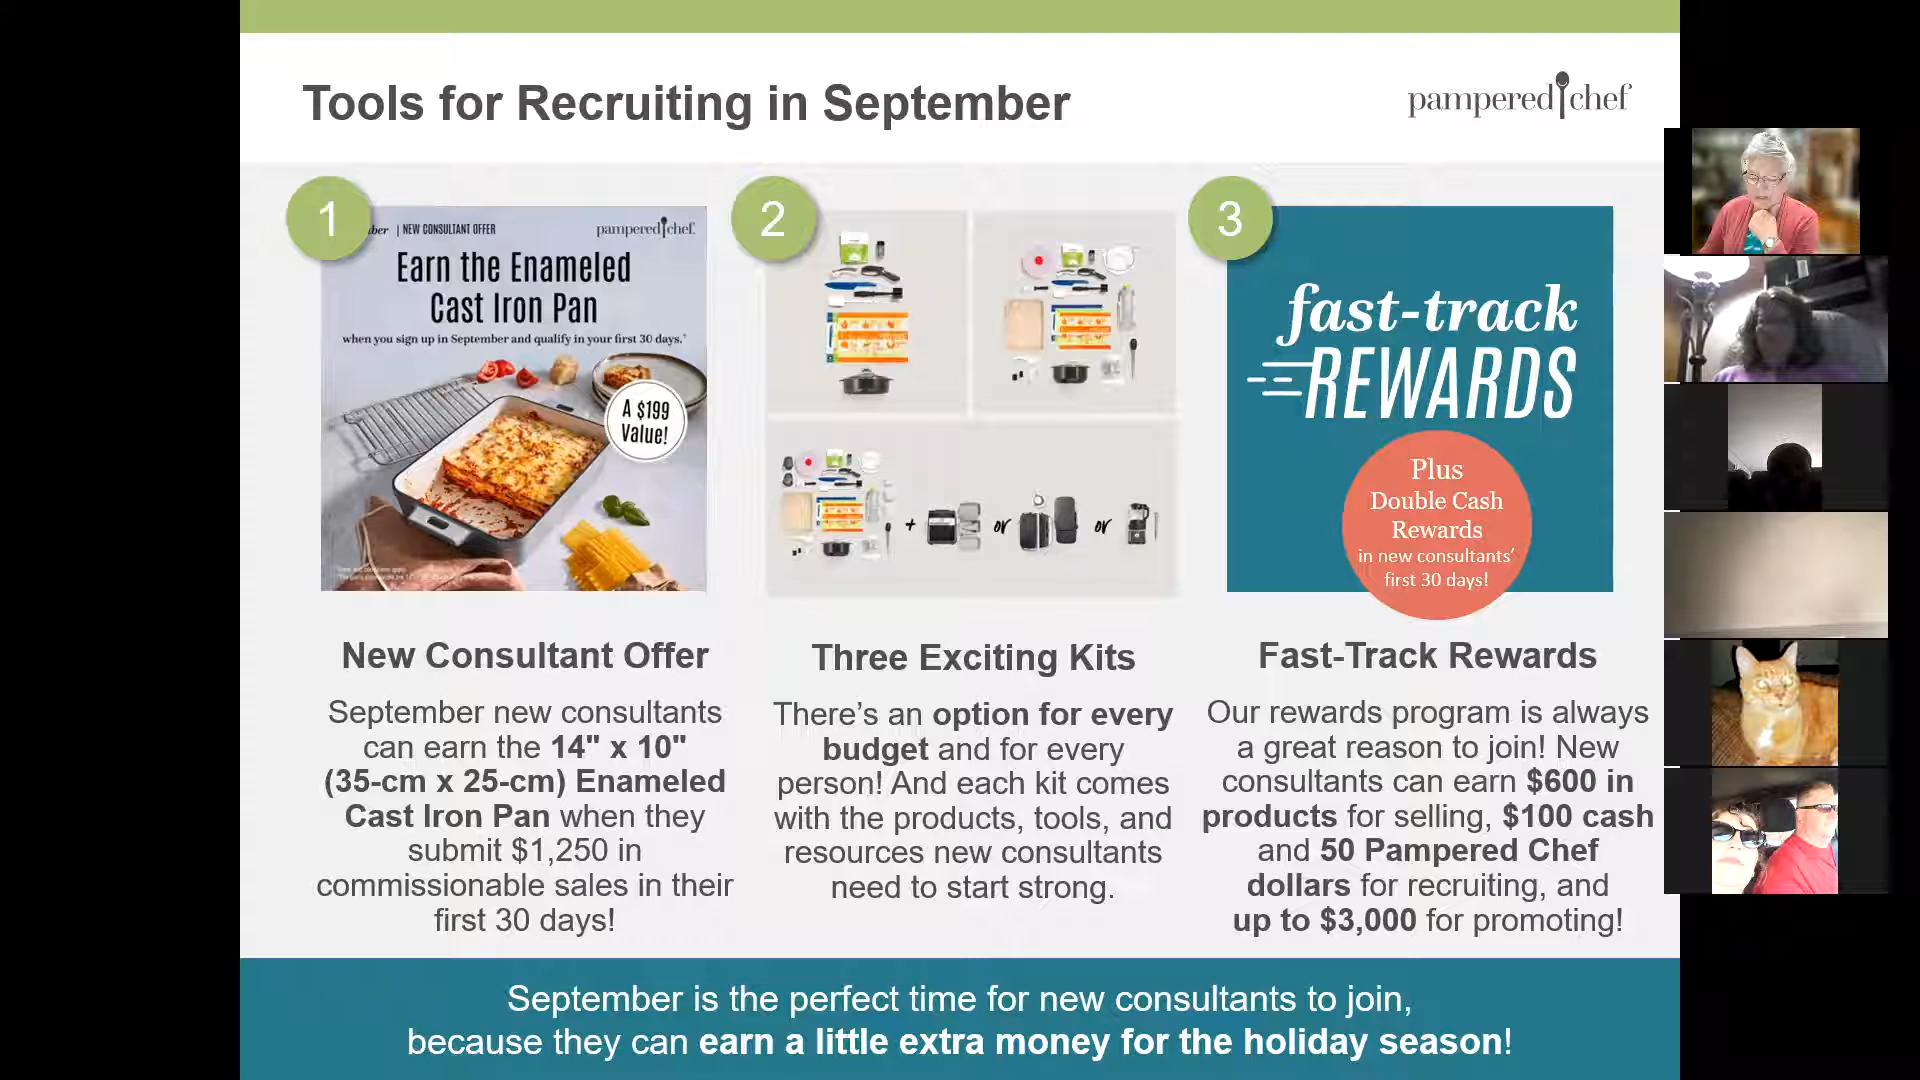 Tools for Recruiting in September
pampered chef
1
ber | NEW CONSULTANT OFFER
pampered chef
Earn the Enameled
Cast Iron Pan
when you sign up in September and qualify in your first 30 days.*
A $199
Value!
New Consultant Offer
September new consultants
can earn the 14" x 10"
(35-cm x 25-cm) Enameled
Cast Iron Pan when they
submit $1,250 in
commissionable sales in their
first 30 days!
2
+ or or
Three Exciting Kits
There's an option for every
budget and for every
person! And each kit comes
with the products, tools, and
resources new consultants
need to start strong.
3
fast-track
REWARDS
Plus
Double Cash
Rewards
in new consultants'
first 30 days!
Fast-Track Rewards
Our rewards program is always
a great reason to join! New
consultants can earn $600 in
products for selling, $100 cash
and 50 Pampered Chef
dollars for recruiting, and
up to $3,000 for promoting!
September is the perfect time for new consultants to join,
because they can earn a little extra money for the holiday season!